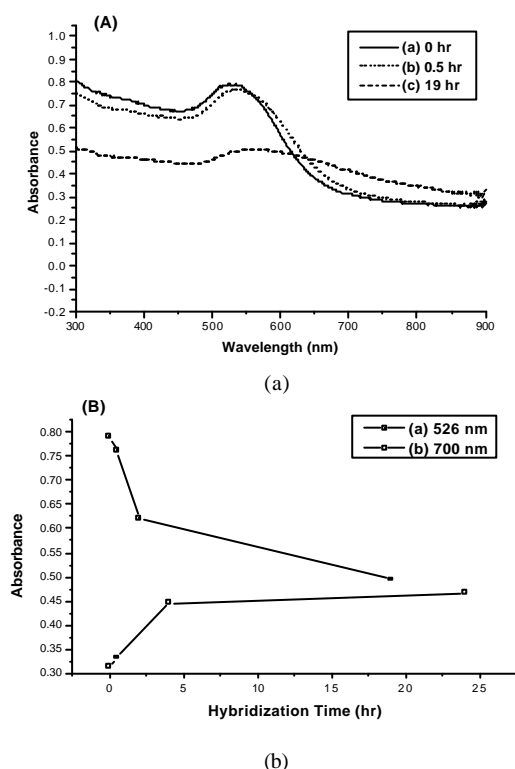 (A)
1.0
0.9
0.8
0.7
0.6
0.5
0.4
0.3
0.2
0.1
0.0
-0.1
-0.2
Absorbance
(a) 0 hr
(b) 0.5 hr
(c) 19 hr
300 400 500 600 700 800 900
Wavelength (nm)
(a)
(B)
0.80
0.75
0.70
0.65
0.60
0.55
0.50
0.45
0.40
0.35
0.30
Absorbance
(a) 526 nm
(b) 700 nm
0 5 10 15 20 25
Hybridization Time (hr)
(b)